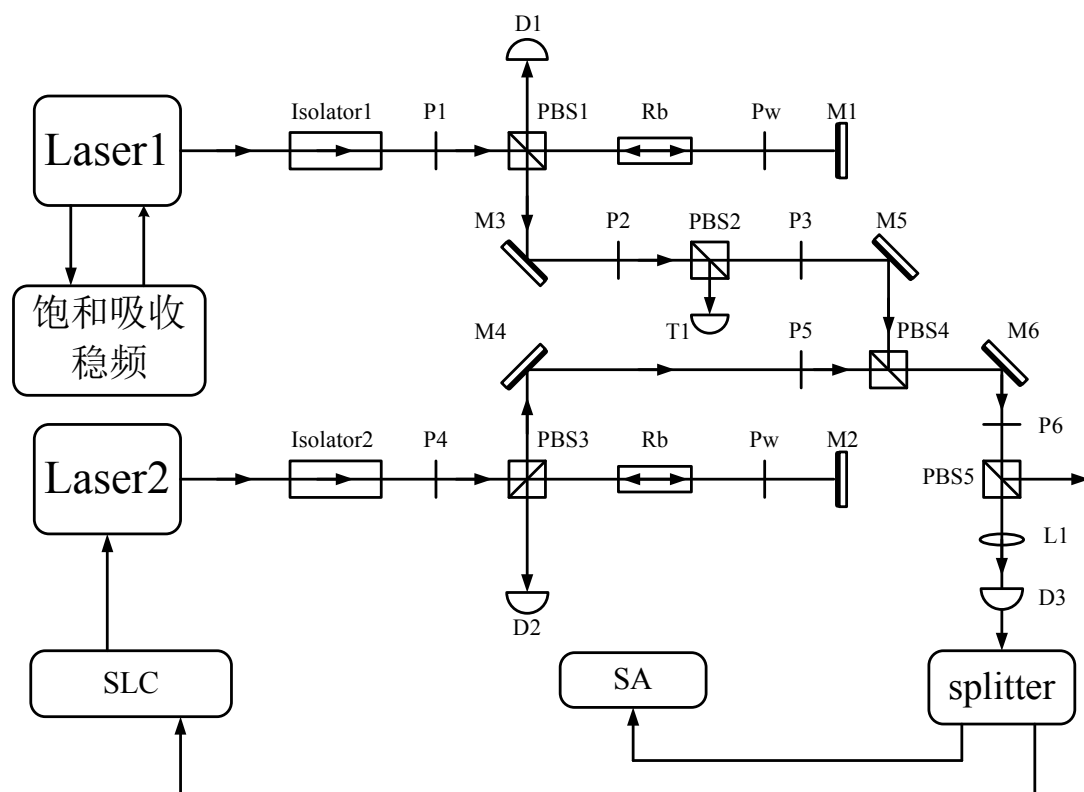 D1
Isolator1
P1
PBS1
Rb
Pw
M1
Laser1
M3
P2
PBS2
P3
M5
饱和吸收
稳频
T1
M4
P5
PBS4
M6
Isolator2
P4
PBS3
Rb
Pw
M2
P6
Laser2
PBS5
L1
D3
D2
SLC
SA
splitter